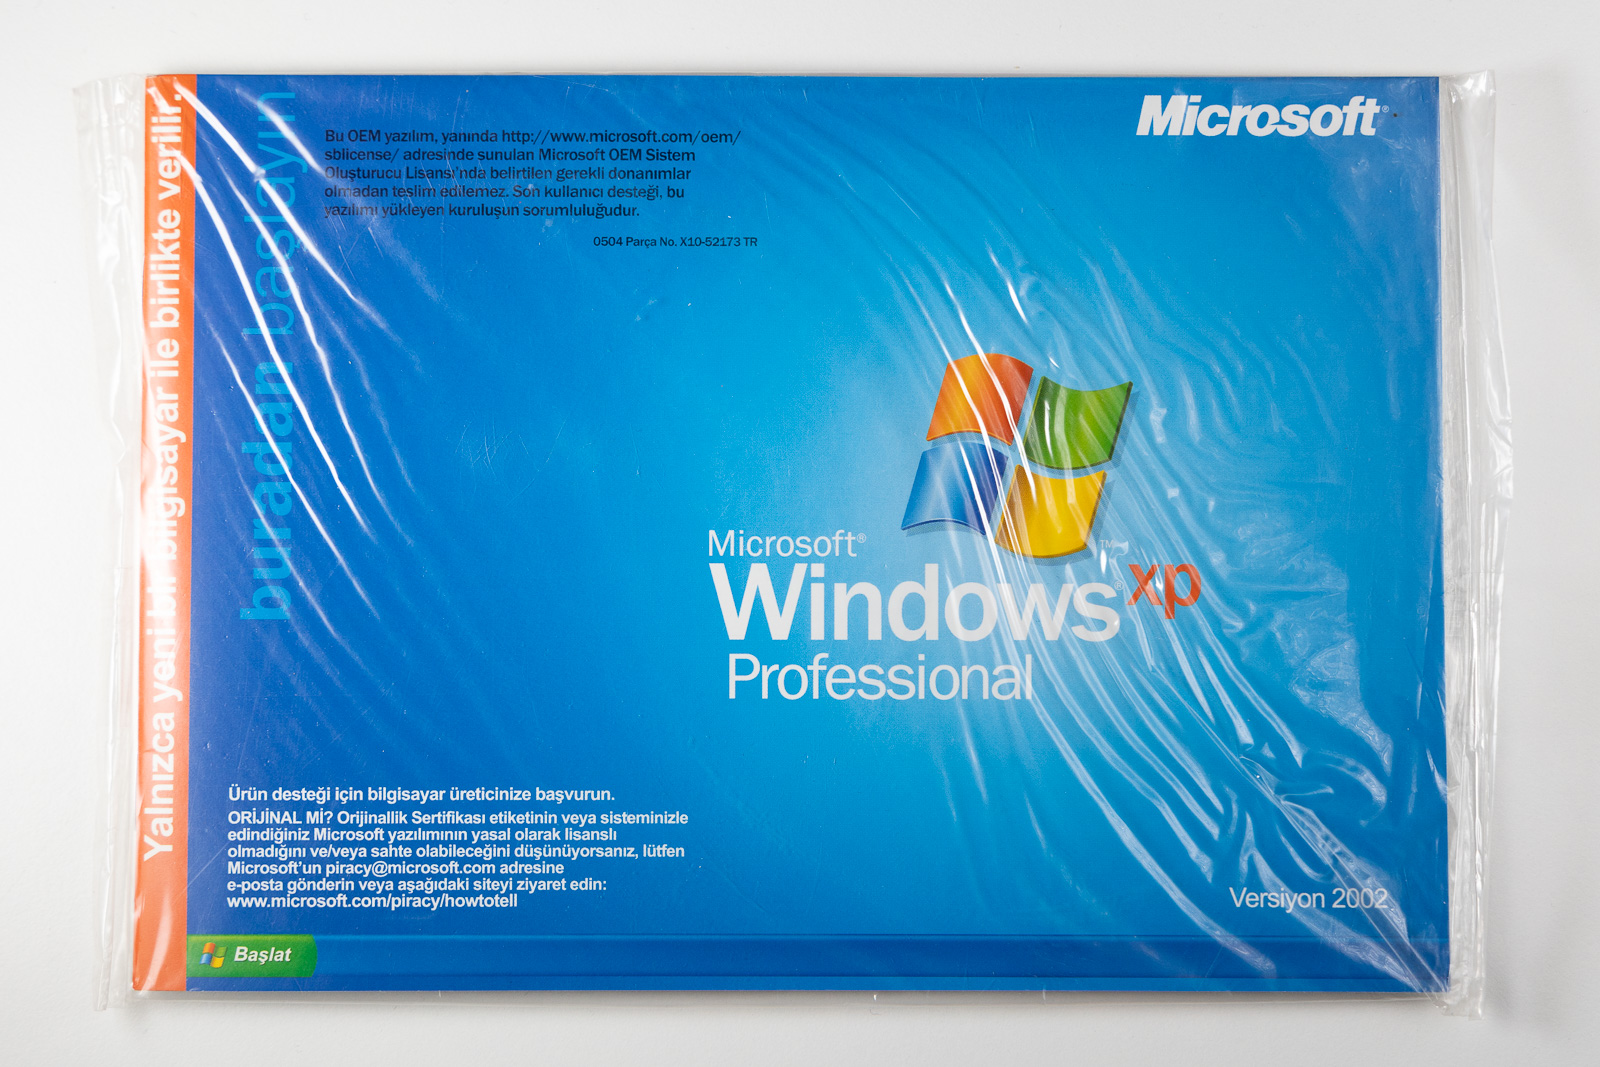 Yalnızca yeni bir bilgisayar ile birlikte verilir.
buradan başlayın
Bu OEM yazılım, yanında http://www.microsoft.com/oem/
sblicense/ adresinde sunulan Microsoft OEM Sistem
Oluşturucu Lisansı'nda belirtilen gerekli donanımlar
olmadan teslim edilemez. Son kullanıcı desteği, bu
yazılımı yükleyen kuruluşun sorumluluğudur.
0504 Parça No. X10-52173 TR
Microsoft®
Microsoft®
Windows® xp
TM
Professional
Ürün desteği için bilgisayar üreticinize başvurun.
ORİJİNAL Mİ? Orijinallik Sertifikası etiketinin veya sisteminizle
edindiğiniz Microsoft yazılımının yasal olarak lisanslı
olmadığını ve/veya sahte olabileceğini düşünüyorsanız, lütfen
Microsoft'un piracy@microsoft.com adresine
e-posta gönderin veya aşağıdaki siteyi ziyaret edin:
www.microsoft.com/piracy/howtotell
Versiyon 2002
Başlat